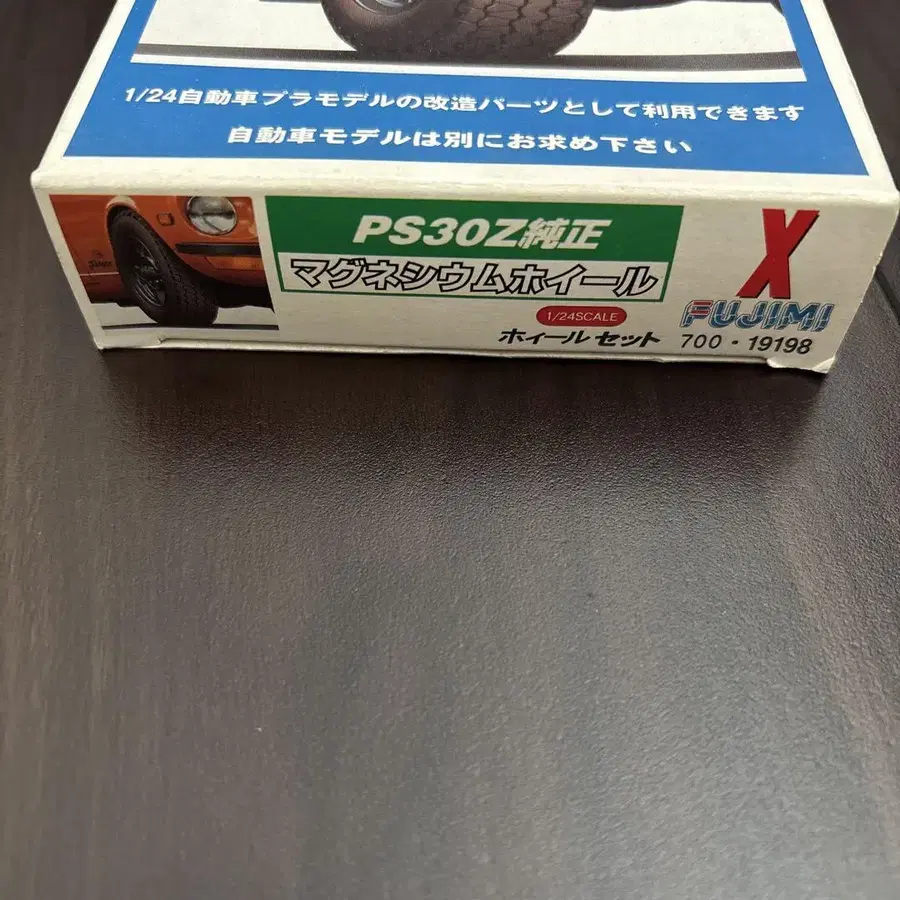 1/24自動車プラモデルの改造パーツとして利用できます
自動車モデルは別にお求め下さい
PS30Z純正
マグネシウムホイール
1/24SCALE
ホィール セット
X
FUJIMI
700・19198